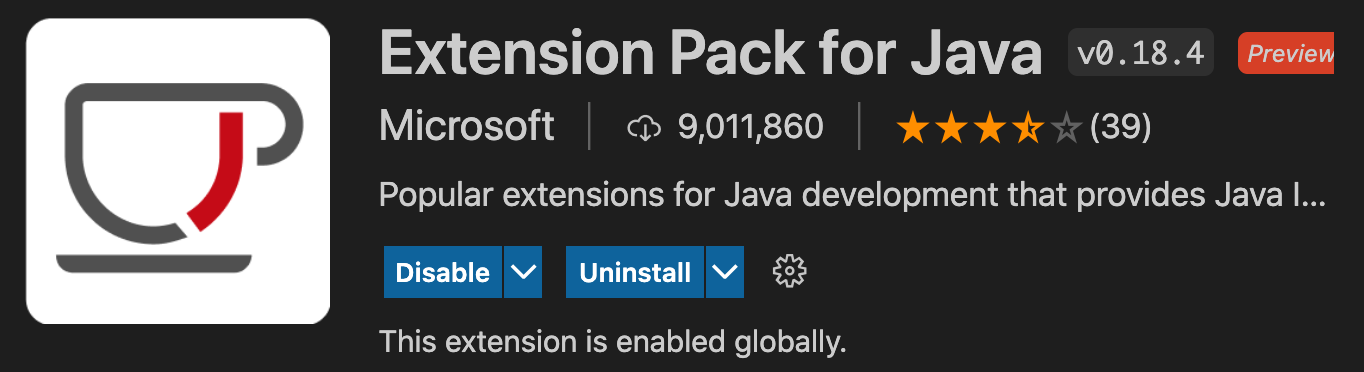 Extension Pack for Java v0.18.4 Preview
Microsoft 9,011,860 (39)
Popular extensions for Java development that provides Java I...
Disable Uninstall
This extension is enabled globally.